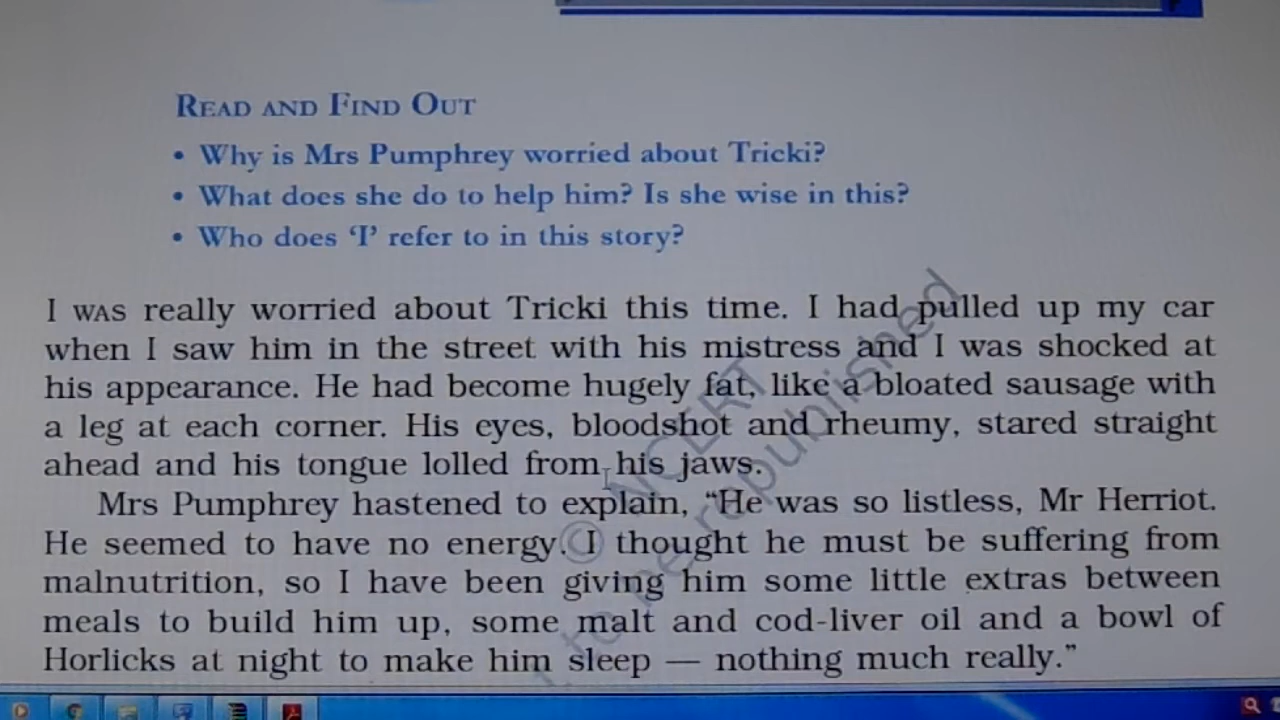 READ AND FIND OUT
• Why is Mrs Pumphrey worried about Tricki?
• What does she do to help him? Is she wise in this?
• Who does ‘I’ refer to in this story?
I WAS really worried about Tricki this time. I had pulled up my car
when I saw him in the street with his mistress and I was shocked at
his appearance. He had become hugely fat, like a bloated sausage with
a leg at each corner. His eyes, bloodshot and rheumy, stared straight
ahead and his tongue lolled from his jaws.
Mrs Pumphrey hastened to explain, “He was so listless, Mr Herriot.
He seemed to have no energy. I thought he must be suffering from
malnutrition, so I have been giving him some little extras between
meals to build him up, some malt and cod-liver oil and a bowl of
Horlicks at night to make him sleep — nothing much really.”
© NCERT
to be republished